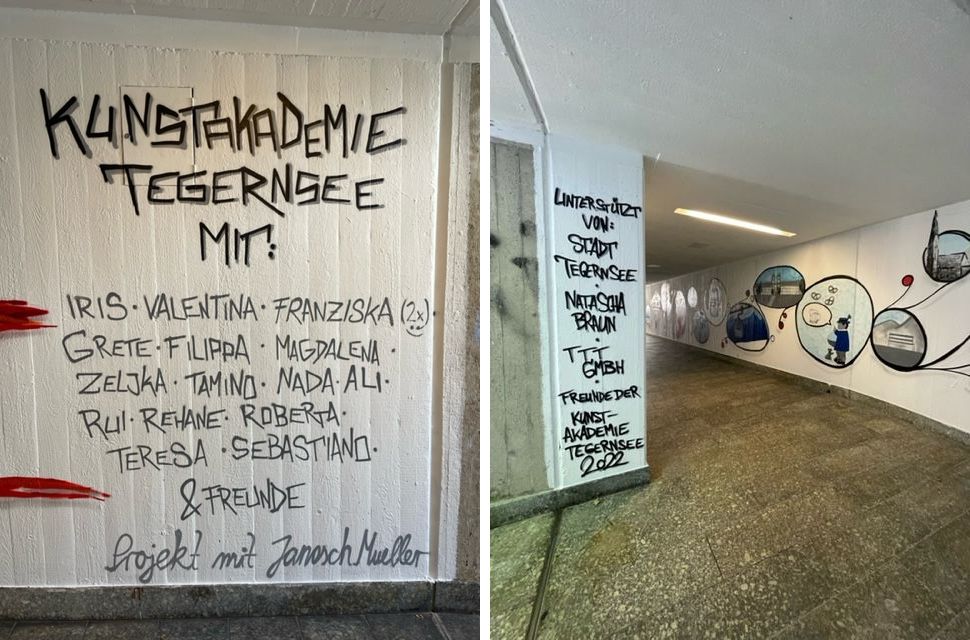 KUNSTAKADEMIE
TEGERNSEE
MIT:
IRIS · VALENTINA · FRANZISKA (2x) ·
GRETE · FILIPPA · MAGDALENA ·
ZELJKA · TAMINO · NADA · ALI ·
RUI · REHANE · ROBERTA ·
TERESA · SEBASTIANO ·
& FREUNDE
Projekt mit Janosch Mueller
UNTERSTÜTZT
VON:
STADT
TEGERNSEE
·
NATASCHA
BRAUN
·
TTT
GMBH
·
FREUNDE DER
KUNST-
AKADEMIE
TEGERNSEE
2022